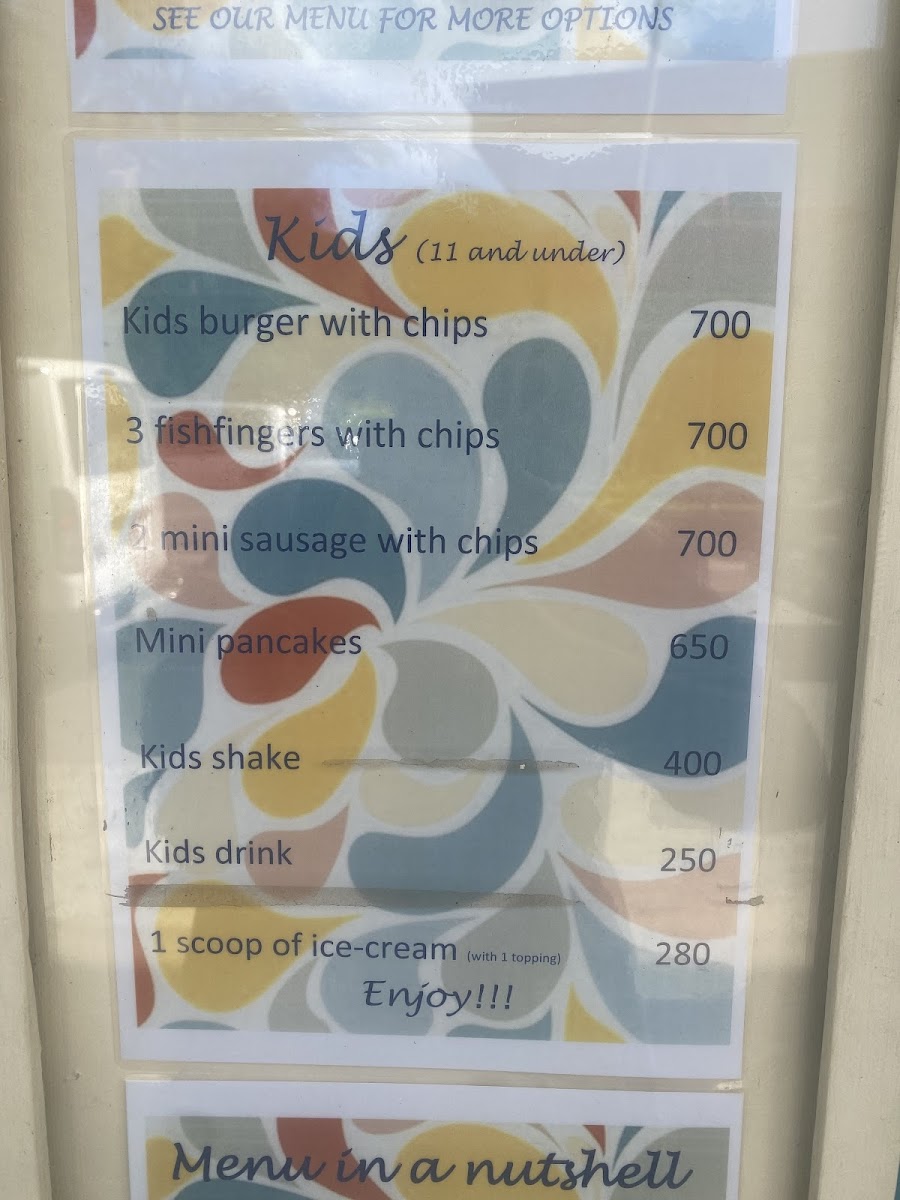 SEE OUR MENU FOR MORE OPTIONS
Kids (11 and under)
Kids burger with chips 700
3 fishfingers with chips 700
2 mini sausage with chips 700
Mini pancakes 650
Kids shake 400
Kids drink 250
1 scoop of ice-cream (with 1 topping) 280
Enjoy!!!
Menu in a nutshell